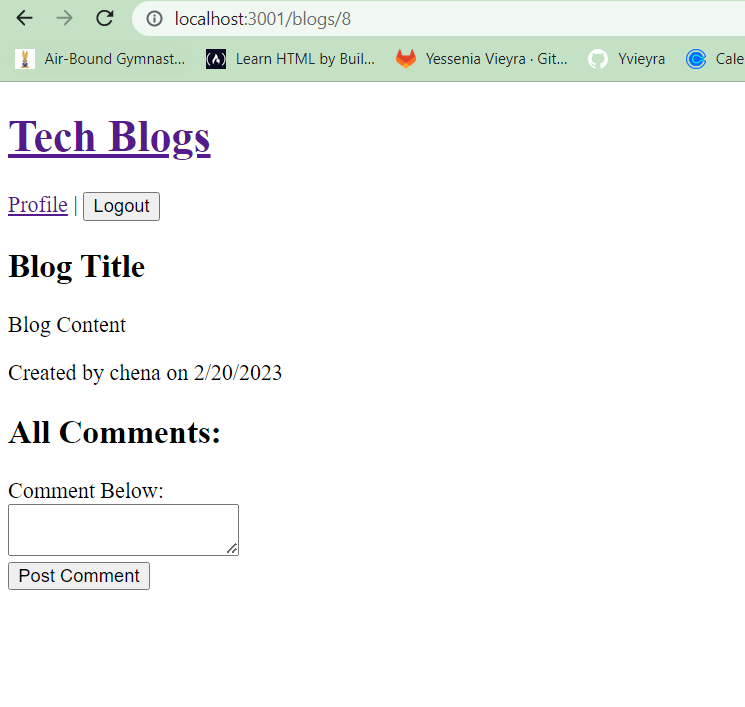 localhost:3001/blogs/8
Air-Bound Gymnast... Learn HTML by Buil... Yessenia Vieyra · Git... Yvieyra Cale
Tech Blogs
Profile | Logout
Blog Title
Blog Content
Created by chena on 2/20/2023
All Comments:
Comment Below:
Post Comment